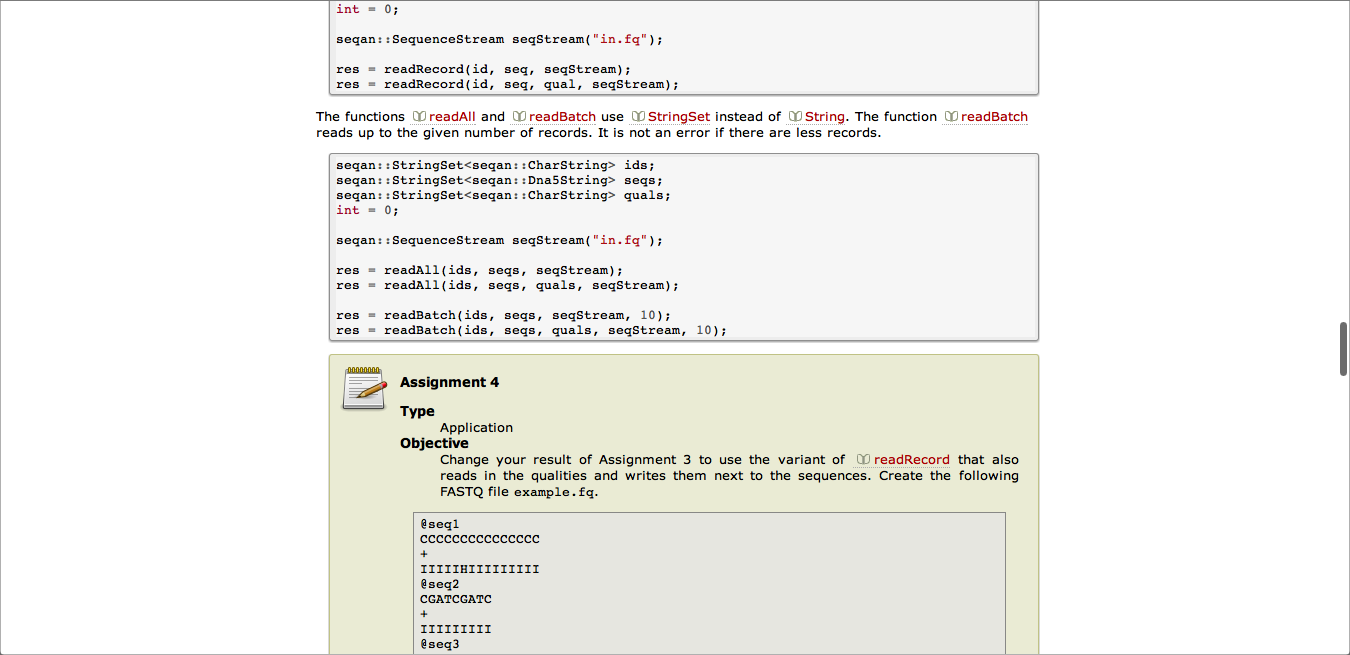 int = 0;
seqan::SequenceStream seqStream("in.fq");
res = readRecord(id, seq, seqStream);
res = readRecord(id, seq, qual, seqStream);
The functions readAll and readBatch use StringSet instead of String. The function readBatch
reads up to the given number of records. It is not an error if there are less records.
seqan::StringSet<seqan::CharString> ids;
seqan::StringSet<seqan::Dna5String> seqs;
seqan::StringSet<seqan::CharString> quals;
int = 0;
seqan::SequenceStream seqStream("in.fq");
res = readAll(ids, seqs, seqStream);
res = readAll(ids, seqs, quals, seqStream);
res = readBatch(ids, seqs, seqStream, 10);
res = readBatch(ids, seqs, quals, seqStream, 10);
Assignment 4
Type
Application
Objective
Change your result of Assignment 3 to use the variant of readRecord that also
reads in the qualities and writes them next to the sequences. Create the following
FASTQ file example.fq.
@seq1
CCCCCCCCCCCCCCC
+
IIIIIHIIIIIIIII
@seq2
CGATCGATC
+
IIIIIIIII
@seq3